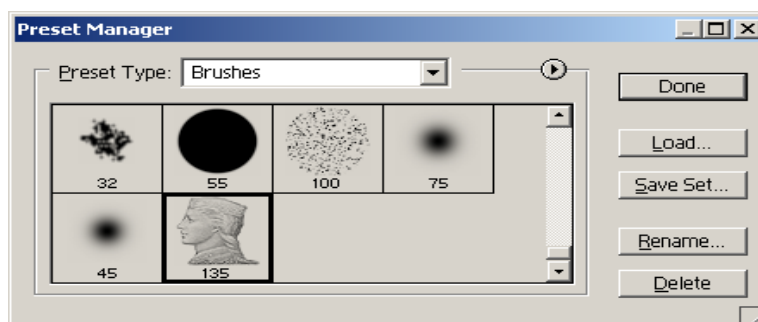 Preset Manager
Preset Type: Brushes
Done
32 55 100 75
Load...
Save Set...
45 135
Rename...
Delete